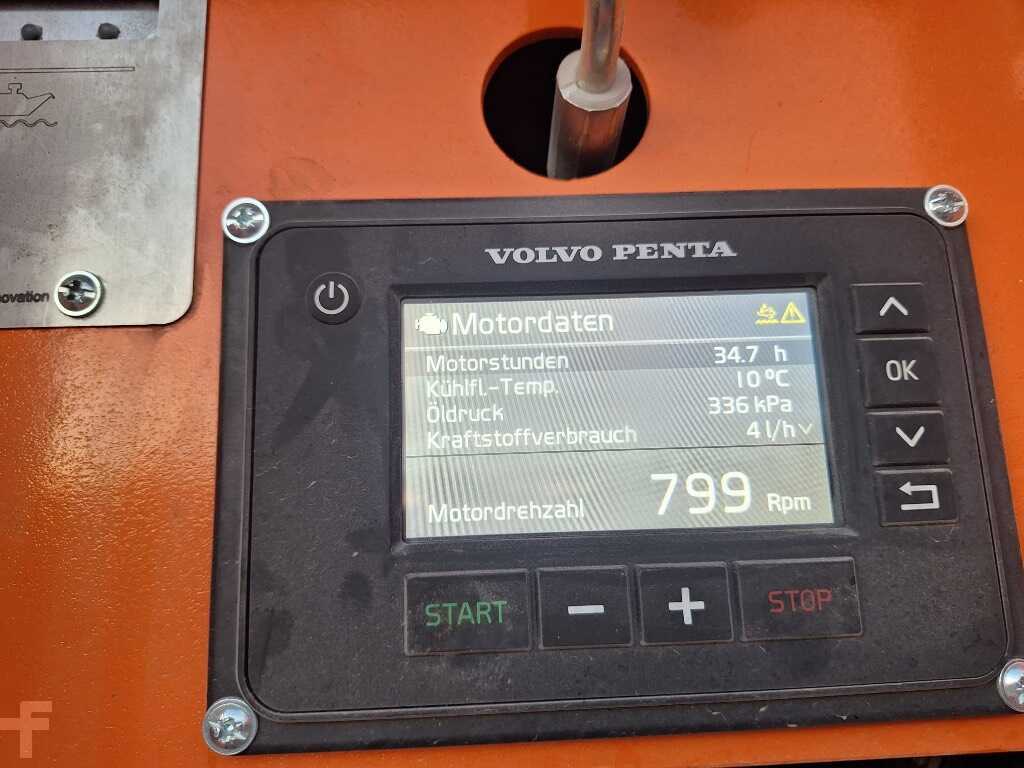 ovation
VOLVO PENTA
Motordaten
Motorstunden 34.7 h
Kühlfl.-Temp. 10 °C
Öldruck 336 kPa
Kraftstoffverbrauch 4 l/h
Motordrehzahl 799 Rpm
OK
START - + STOP
F